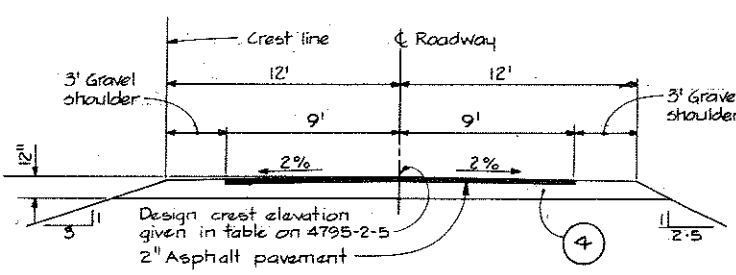 Crest line
℄ Roadway
12'
12'
3' Gravel
shoulder
3' Grave
shoulder
9'
9'
12"
2%
2%
Design crest elevation
given in table on 4795-2-5
2" Asphalt pavement
4
1
3
1
2.5